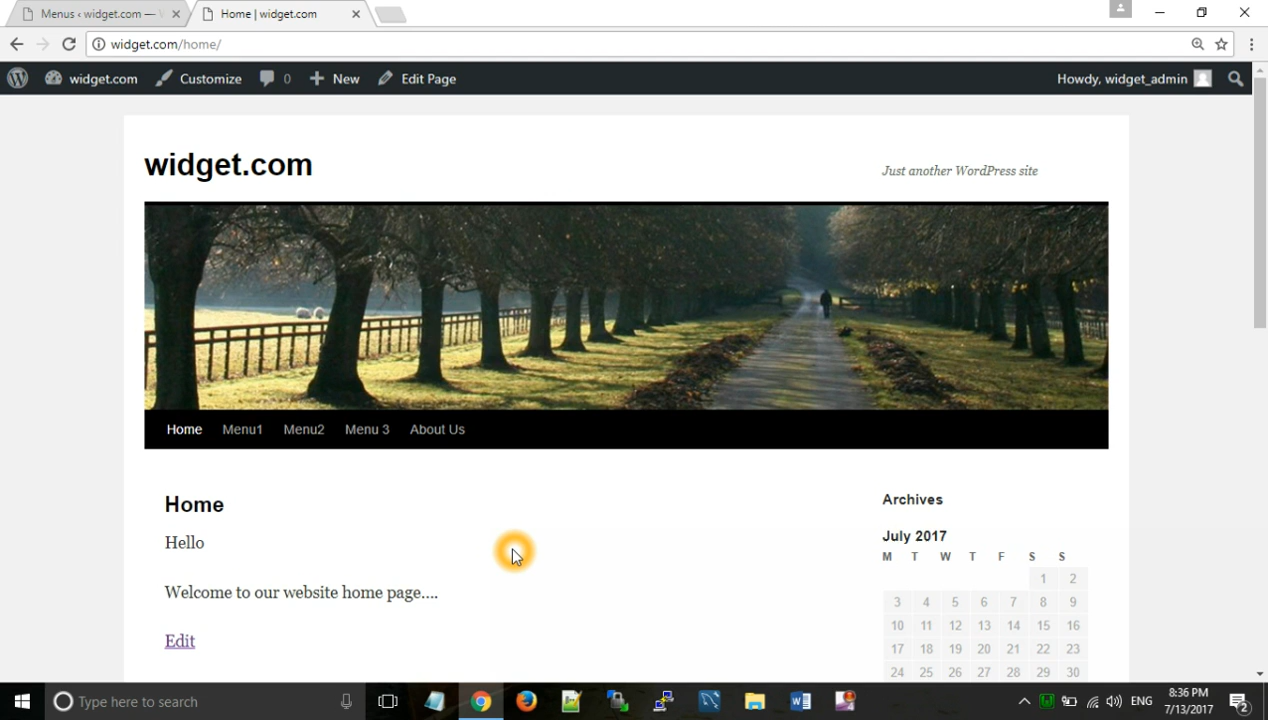 Menus ‹ widget.com —
Home | widget.com
widget.com/home/
widget.com
Customize
0
New
Edit Page
Howdy, widget_admin
widget.com
Just another WordPress site
Home
Menu1
Menu2
Menu 3
About Us
Home
Hello
Welcome to our website home page....
Edit
Archives
July 2017
M T W T F S S
1 2
3 4 5 6 7 8 9
10 11 12 13 14 15 16
17 18 19 20 21 22 23
24 25 26 27 28 29 30
Type here to search
ENG
8:36 PM
7/13/2017
2